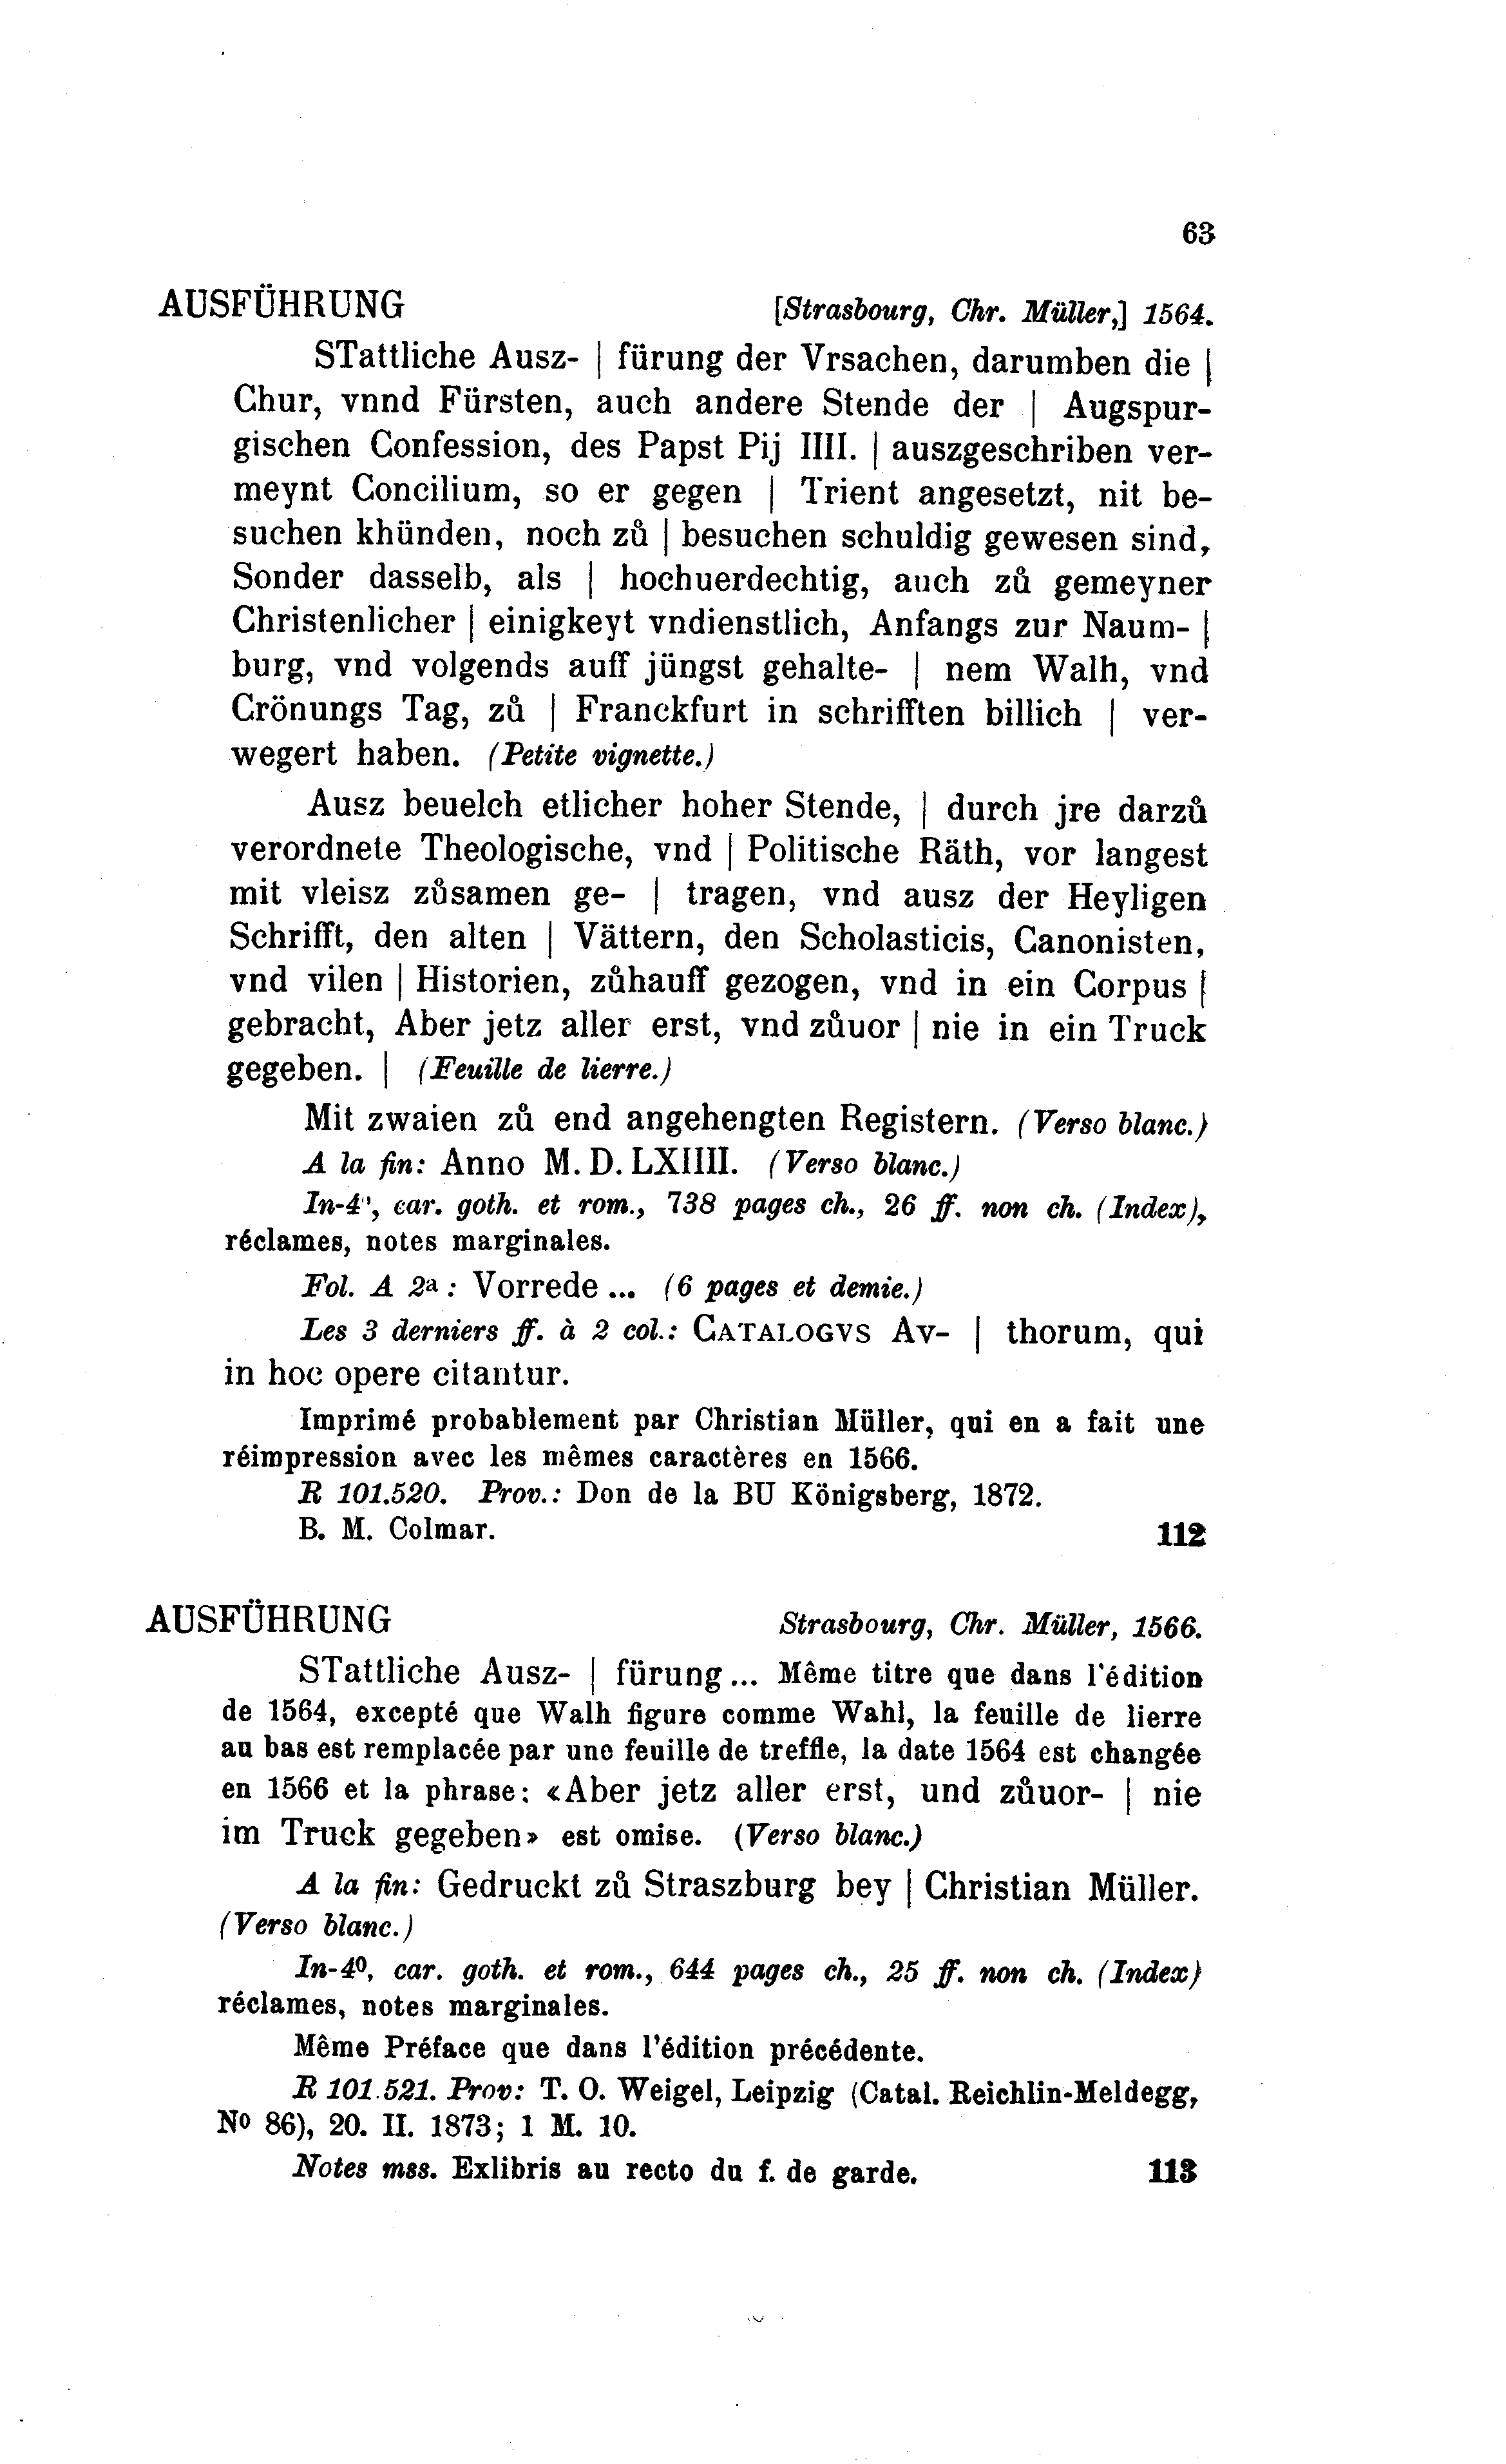 63
AUSFÜHRUNG [Strasbourg, Chr. Müller,] 1564.
STattliche Ausz- | fürung der Vrsachen, darumben die |
Chur, vnnd Fürsten, auch andere Stende der | Augspur-
gischen Confession, des Papst Pij IIII. | auszgeschriben ver-
meynt Concilium, so er gegen | Trient angesetzt, nit be-
suchen khünden, noch zů | besuchen schuldig gewesen sind,
Sonder dasselb, als | hochuerdechtig, auch zů gemeyner
Christenlicher | einigkeyt vndienstlich, Anfangs zur Naum- |
burg, vnd volgends auff jüngst gehalte- | nem Walh, vnd
Crönungs Tag, zů | Franckfurt in schrifften billich | ver-
wegert haben. (Petite vignette.)
Ausz beuelch etlicher hoher Stende, | durch jre darzů
verordnete Theologische, vnd | Politische Räth, vor langest
mit vleisz zůsamen ge- | tragen, vnd ausz der Heyligen
Schrifft, den alten | Vättern, den Scholasticis, Canonisten,
vnd vilen | Historien, zůhauff gezogen, vnd in ein Corpus |
gebracht, Aber jetz aller erst, vnd zůuor | nie in ein Truck
gegeben. | (Feuille de lierre.)
Mit zwaien zů end angehengten Registern. (Verso blanc.)
A la fin: Anno M. D. LXIIII. (Verso blanc.)
In-4°, car. goth. et rom., 738 pages ch., 26 ff. non ch. (Index),
réclames, notes marginales.
Fol. A 2a : Vorrede ... (6 pages et demie.)
Les 3 derniers ff. à 2 col.: CATALOGVS AV- | thorum, qui
in hoc opere citantur.
Imprimé probablement par Christian Müller, qui en a fait une
réimpression avec les mêmes caractères en 1566.
R 101.520. Prov.: Don de la BU Königsberg, 1872.
B. M. Colmar. 112
AUSFÜHRUNG Strasbourg, Chr. Müller, 1566.
STattliche Ausz- | fürung ... Même titre que dans l'édition
de 1564, excepté que Walh figure comme Wahl, la feuille de lierre
au bas est remplacée par une feuille de treffle, la date 1564 est changée
en 1566 et la phrase: «Aber jetz aller erst, und zůuor- | nie
im Truck gegeben» est omise. (Verso blanc.)
A la fin: Gedruckt zů Straszburg bey | Christian Müller.
(Verso blanc.)
In-4º, car. goth. et rom., 644 pages ch., 25 ff. non ch. (Index)
réclames, notes marginales.
Même Préface que dans l'édition précédente.
R 101.521. Prov: T. O. Weigel, Leipzig (Catal. Reichlin-Meldegg,
Nº 86), 20. II. 1873; 1 M. 10.
Notes mss. Exlibris au recto du f. de garde. 113